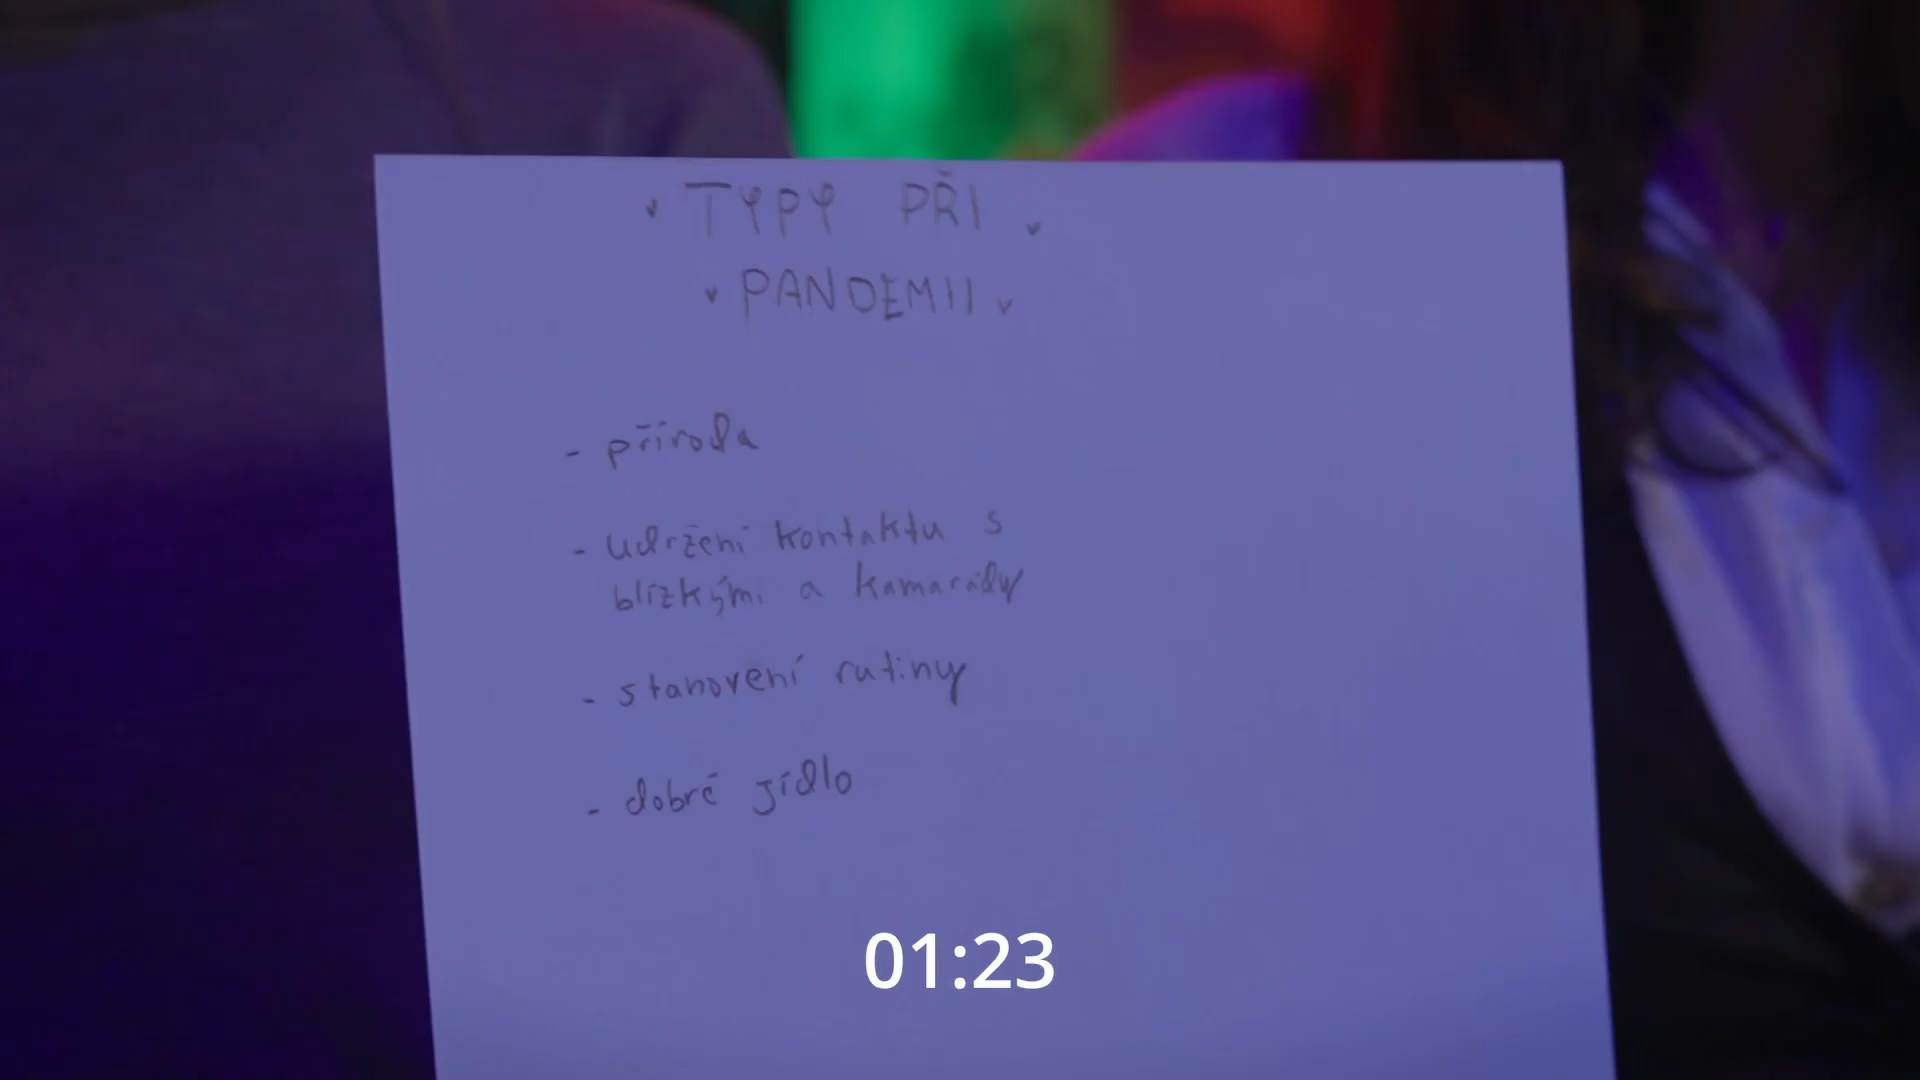 TYPY PŘI
PANDEMII
- příroda
- udržení kontaktu s
blízkými a kamarády
- stanovení rutiny
- dobré jídlo
01:23